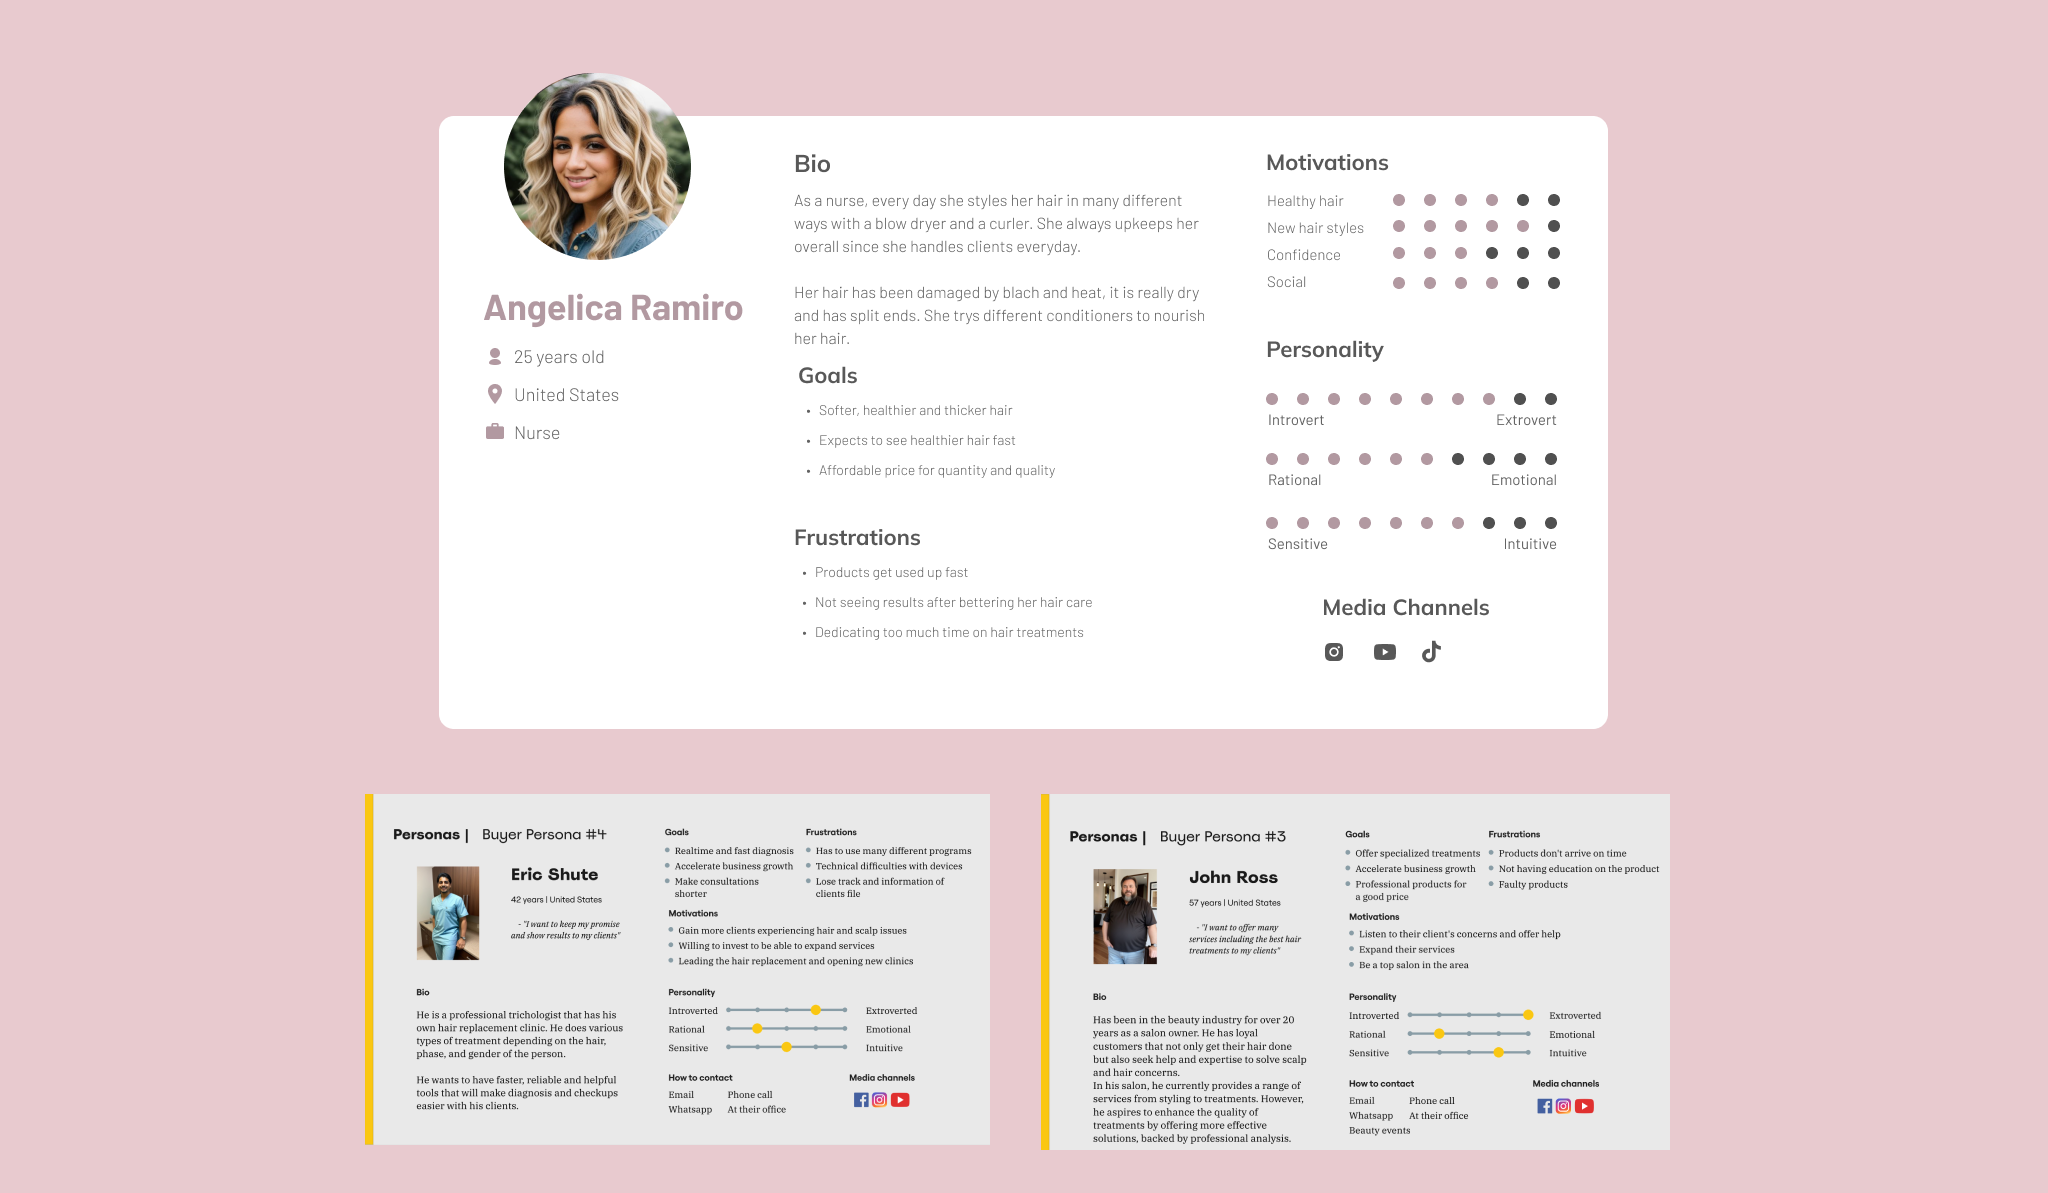 Angelica Ramiro
25 years old
United States
Nurse
Bio
As a nurse, every day she styles her hair in many different
ways with a blow dryer and a curler. She always upkeeps her
overall since she handles clients everyday.
Her hair has been damaged by blach and heat, it is really dry
and has split ends. She trys different conditioners to nourish
her hair.
Goals
• Softer, healthier and thicker hair
• Expects to see healthier hair fast
• Affordable price for quantity and quality
Frustrations
• Products get used up fast
• Not seeing results after bettering her hair care
• Dedicating too much time on hair treatments
Motivations
Healthy hair
New hair styles
Confidence
Social
Personality
Introvert Extrovert
Rational Emotional
Sensitive Intuitive
Media Channels
Personas | Buyer Persona #4
Eric Shute
42 years | United States
- "I want to keep my promise
and show results to my clients"
Bio
He is a professional trichologist that has his
own hair replacement clinic. He does various
types of treatment depending on the hair,
phase, and gender of the person.
He wants to have faster, reliable and helpful
tools that will make diagnosis and checkups
easier with his clients.
Goals
Realtime and fast diagnosis
Accelerate business growth
Make consultations
shorter
Frustrations
Has to use many different programs
Technical difficulties with devices
Lose track and information of
clients file
Motivations
Gain more clients experiencing hair and scalp issues
Willing to invest to be able to expand services
Leading the hair replacement and opening new clinics
Personality
Introverted Extroverted
Rational Emotional
Sensitive Intuitive
How to contact
Email Phone call
Whatsapp At their office
Media channels
Personas | Buyer Persona #3
John Ross
57 years | United States
- "I want to offer many
services including the best hair
treatments to my clients"
Bio
Has been in the beauty industry for over 20
years as a salon owner. He has loyal
customers that not only get their hair done
but also seek help and expertise to solve scalp
and hair concerns.
In his salon, he currently provides a range of
services from styling to treatments. However,
he aspires to enhance the quality of
treatments by offering more effective
solutions, backed by professional analysis.
Goals
Offer specialized treatments
Accelerate business growth
Professional products for
a good price
Frustrations
Products don't arrive on time
Not having education on the product
Faulty products
Motivations
Listen to their client's concerns and offer help
Expand their services
Be a top salon in the area
Personality
Introverted Extroverted
Rational Emotional
Sensitive Intuitive
How to contact
Email Phone call
Whatsapp At their office
Beauty events
Media channels